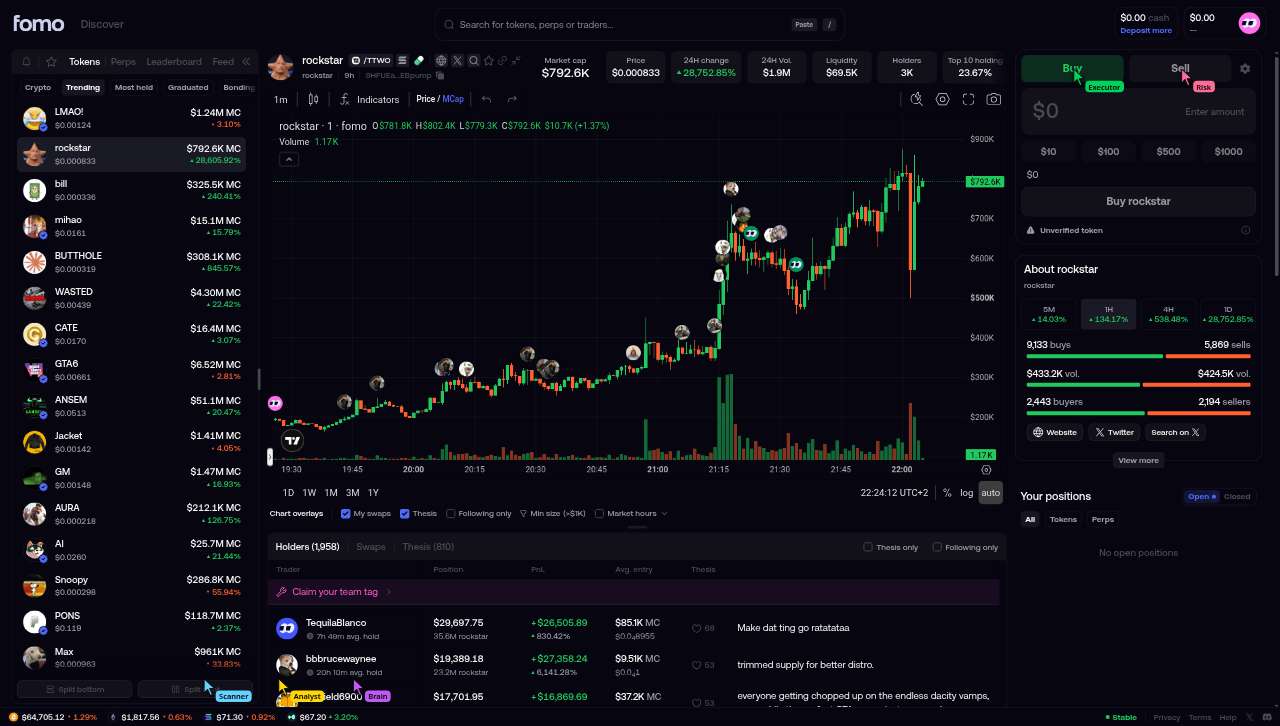 fomo
Discover
Search for tokens, perps or traders...
Paste
/
$0.00 cash
Deposit more
$0.00
—
Tokens
Perps
Leaderboard
Feed
Crypto
Trending
Most held
Graduated
Bonding
LMAO!
$1.24M MC
$0.00124
3.10%
rockstar
$792.6K MC
$0.000833
28,605.92%
bill
$325.5K MC
$0.000336
240.41%
mihao
$15.1M MC
$0.0161
15.79%
BUTTHOLE
$308.1K MC
$0.000319
845.57%
WASTED
$4.30M MC
$0.00439
22.42%
CATE
$16.4M MC
$0.0170
3.07%
GTA6
$6.52M MC
$0.00661
2.81%
ANSEM
$51.1M MC
$0.0513
20.47%
Jacket
$1.41M MC
$0.00142
4.05%
GM
$1.47M MC
$0.00148
18.93%
AURA
$212.1K MC
$0.000218
126.75%
AI
$25.7M MC
$0.0260
21.44%
Snoopy
$286.8K MC
$0.000298
55.94%
PONS
$118.7M MC
$0.119
2.37%
Max
$961K MC
$0.000963
33.83%
Split bottom
Split
Scanner
rockstar
/TTWO
rockstar
9h
9HFUEa...EBpump
Market cap
$792.6K
Price
$0.000833
24H change
28,752.85%
24H Vol.
$1.9M
Liquidity
$69.5K
Holders
3K
Top 10 holding
23.67%
1m
Indicators
Price / MCap
rockstar · 1 · fomo O$781.8K H$802.4K L$779.3K C$792.6K $10.7K (+1.37%)
Volume 1.17K
$900K
$792.6K
$700K
$600K
$500K
$400K
$300K
$200K
1.17K
19:30
19:45
20:00
20:15
20:30
20:45
21:00
21:15
21:30
21:45
22:00
1D
1W
1M
3M
1Y
22:24:12 UTC+2
%
log
auto
Chart overlays
My swaps
Thesis
Following only
Min size (>$1K)
Market hours
Holders (1,958)
Swaps
Thesis (810)
Thesis only
Following only
Trader
Position
PnL
Avg. entry
Thesis
Claim your team tag
TequilaBlanco
$29,697.75
+$26,505.89
$85.1K MC
68
Make dat ting go ratatataa
7h 49m avg. hold
35.6M rockstar
830.42%
$0.0₄8955
bbbrucewaynee
$19,389.18
+$27,358.24
$9.51K MC
53
trimmed supply for better distro.
20h 10m avg. hold
23.2M rockstar
6,141.28%
$0.0₄1
$17,701.95
+$16,869.69
$37.2K MC
53
everyone getting chopped up on the endless dacity vamps,
Analyst
Brain
Buy
Sell
Executor
Risk
$0
Enter amount
$10
$100
$500
$1000
$0
Buy rockstar
Unverified token
About rockstar
rockstar
5M
14.03%
1H
134.17%
4H
538.48%
1D
28,752.85%
9,133 buys
5,869 sells
$433.2K vol.
$424.5K vol.
2,443 buyers
2,194 sellers
Website
Twitter
Search on X
View more
Your positions
Open
Closed
All
Tokens
Perps
No open positions
$64,705.12 1.29%
$1,817.56 0.63%
$71.30 0.92%
$67.20 3.20%
Stable
Privacy
Terms
Help